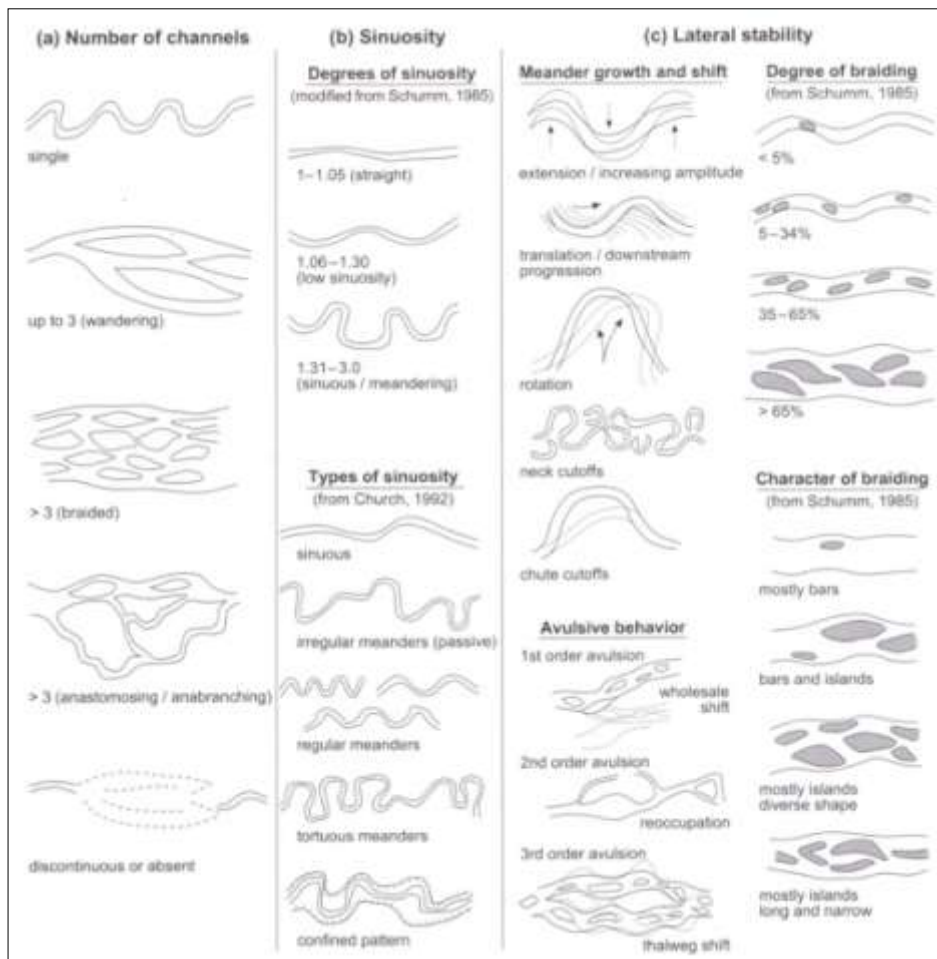 (a) Number of channels
single
up to 3 (wandering)
> 3 (braided)
> 3 (anastomosing / anabranching)
discontinuous or absent
(b) Sinuosity
Degrees of sinuosity
(modified from Schumm, 1985)
1–1.05 (straight)
1.06–1.30
(low sinuosity)
1.31–3.0
(sinuous / meandering)
Types of sinuosity
(from Church, 1992)
sinuous
irregular meanders (passive)
regular meanders
tortuous meanders
confined pattern
(c) Lateral stability
Meander growth and shift
extension / increasing amplitude
translation / downstream
progression
rotation
neck cutoffs
chute cutoffs
Avulsive behavior
1st order avulsion
wholesale
shift
2nd order avulsion
reoccupation
3rd order avulsion
thalweg shift
Degree of braiding
(from Schumm, 1985)
< 5%
5–34%
35–65%
> 65%
Character of braiding
(from Schumm, 1985)
mostly bars
bars and islands
mostly islands
diverse shape
mostly islands
long and narrow